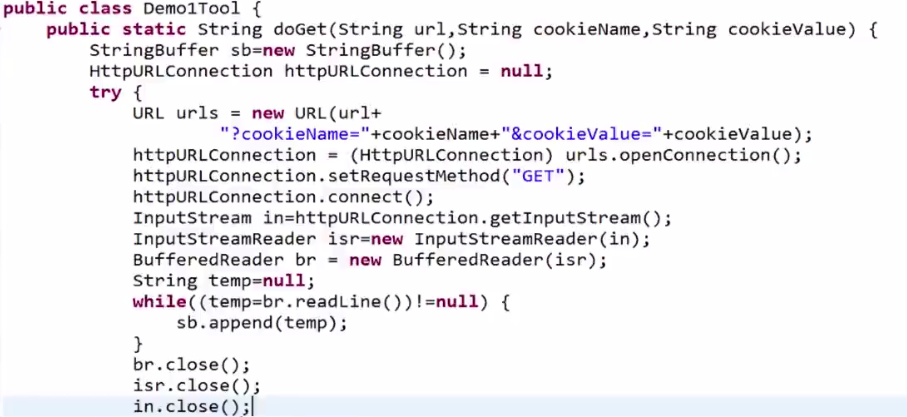 public class Demo1Tool {
public static String doGet(String url,String cookieName,String cookieValue) {
StringBuffer sb=new StringBuffer();
HttpURLConnection httpURLConnection = null;
try {
URL urls = new URL(url+
"?cookieName="+cookieName+"&cookieValue="+cookieValue);
httpURLConnection = (HttpURLConnection) urls.openConnection();
httpURLConnection.setRequestMethod("GET");
httpURLConnection.connect();
InputStream in=httpURLConnection.getInputStream();
InputStreamReader isr=new InputStreamReader(in);
BufferedReader br = new BufferedReader(isr);
String temp=null;
while((temp=br.readLine())!=null) {
sb.append(temp);
}
br.close();
isr.close();
in.close();